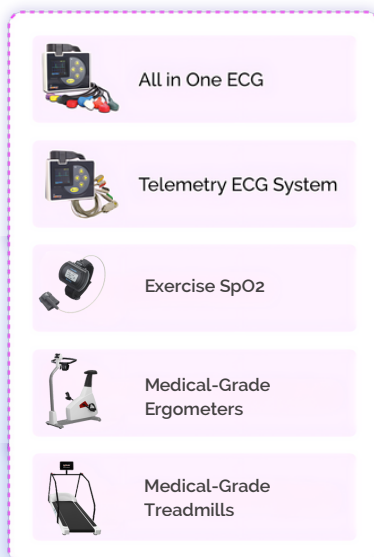 All in One ECG
Telemetry ECG System
Exercise SpO2
Medical-Grade
Ergometers
Medical-Grade
Treadmills